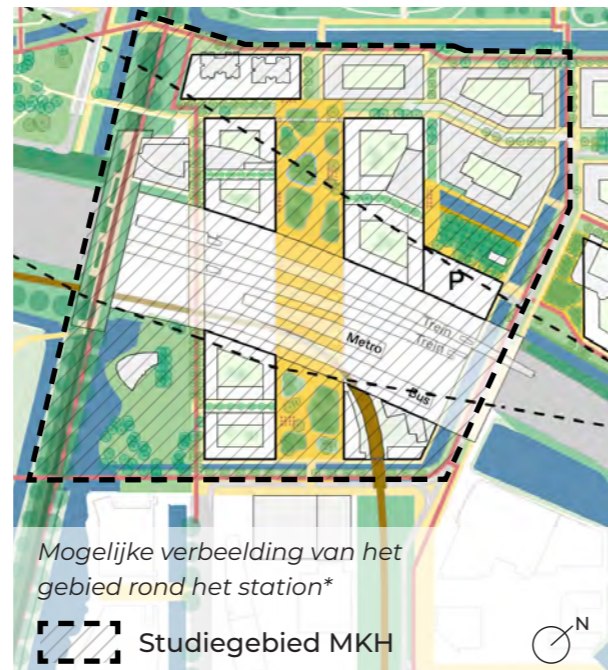 P
Trein
Trein
Metro
Bus
Mogelijke verbeelding van het
gebied rond het station*
Studiegebied MKH
N